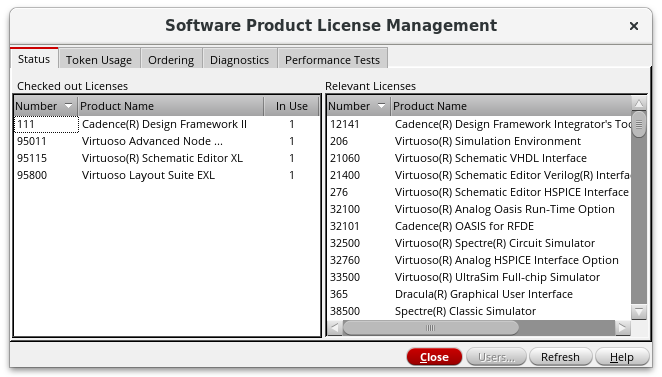 Software Product License Management
Status Token Usage Ordering Diagnostics Performance Tests
Checked out Licenses
Number Product Name In Use
111 Cadence(R) Design Framework II 1
95011 Virtuoso Advanced Node ... 1
95115 Virtuoso(R) Schematic Editor XL 1
95800 Virtuoso Layout Suite EXL 1
Relevant Licenses
Number Product Name
12141 Cadence(R) Design Framework Integrator's Too
206 Virtuoso(R) Simulation Environment
21060 Virtuoso(R) Schematic VHDL Interface
21400 Virtuoso(R) Schematic Editor Verilog(R) Interfa
276 Virtuoso(R) Schematic Editor HSPICE Interface
32100 Virtuoso(R) Analog Oasis Run-Time Option
32101 Cadence(R) OASIS for RFDE
32500 Virtuoso(R) Spectre(R) Circuit Simulator
32760 Virtuoso(R) Analog HSPICE Interface Option
33500 Virtuoso(R) UltraSim Full-chip Simulator
365 Dracula(R) Graphical User Interface
38500 Spectre(R) Classic Simulator
Close Users... Refresh Help